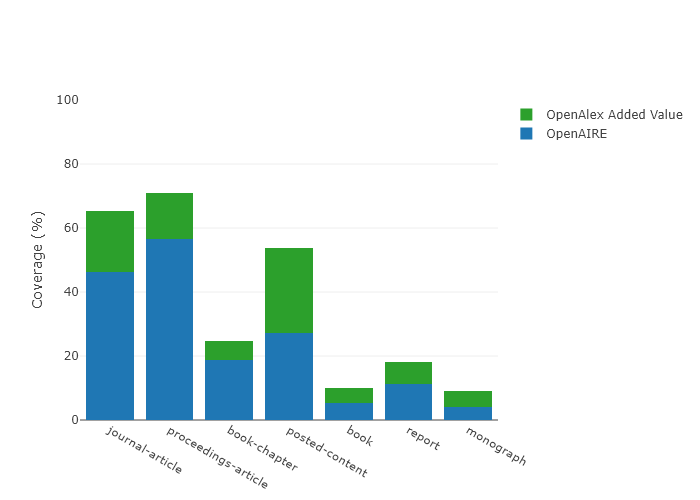 100
80
60
40
20
0
Coverage (%)
journal-article
proceedings-article
book-chapter
posted-content
book
report
monograph
OpenAlex Added Value
OpenAIRE